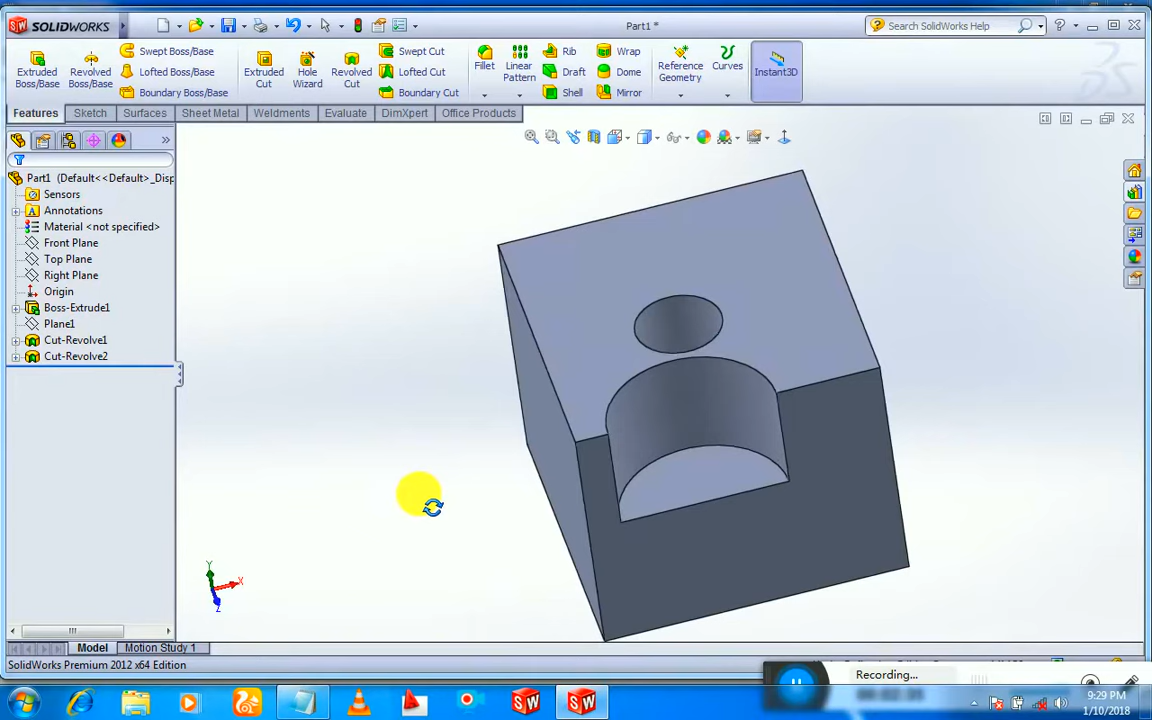 SOLIDWORKS
Part1 *
Search SolidWorks Help
Extruded Boss/Base
Revolved Boss/Base
Swept Boss/Base
Lofted Boss/Base
Boundary Boss/Base
Extruded Cut
Hole Wizard
Revolved Cut
Swept Cut
Lofted Cut
Boundary Cut
Fillet
Linear Pattern
Rib
Draft
Shell
Wrap
Dome
Mirror
Reference Geometry
Curves
Instant3D
Features
Sketch
Surfaces
Sheet Metal
Weldments
Evaluate
DimXpert
Office Products
Part1 (Default<<Default>_Disp
Sensors
Annotations
Material <not specified>
Front Plane
Top Plane
Right Plane
Origin
Boss-Extrude1
Plane1
Cut-Revolve1
Cut-Revolve2
Y
X
Z
Model
Motion Study 1
SolidWorks Premium 2012 x64 Edition
Recording...
00:02:35
9:29 PM
1/10/2018